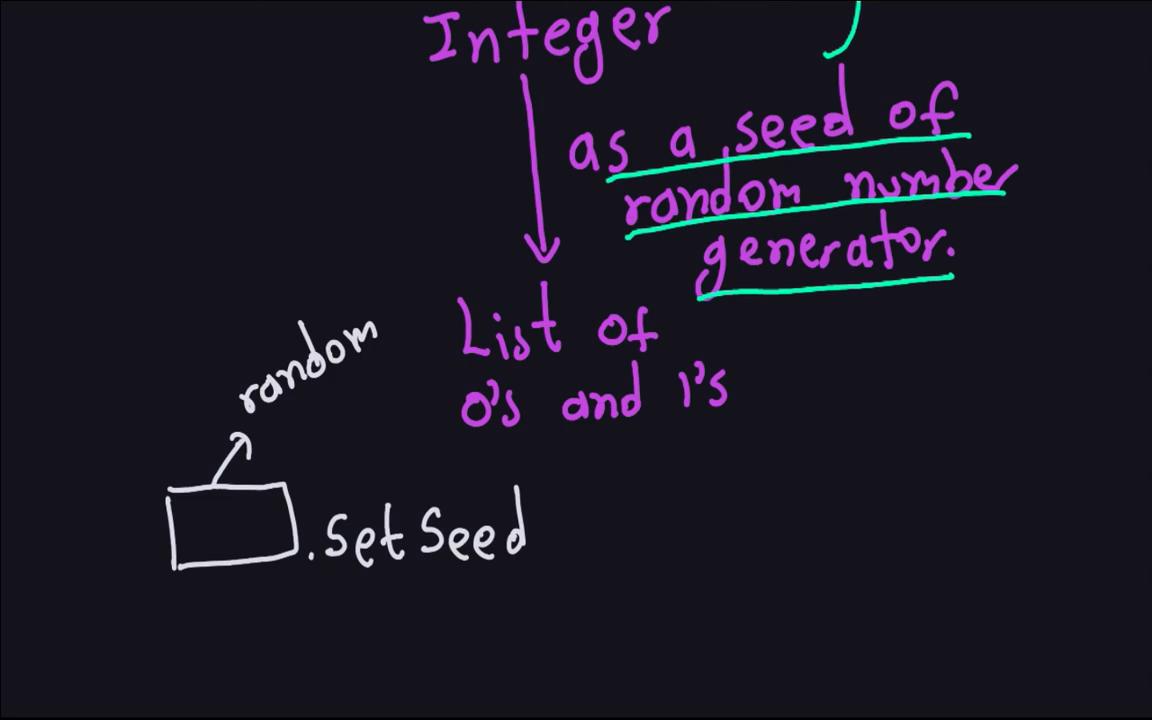 Integer
as a seed of
random number
generator.
List of
0's and 1's
random
.SetSeed